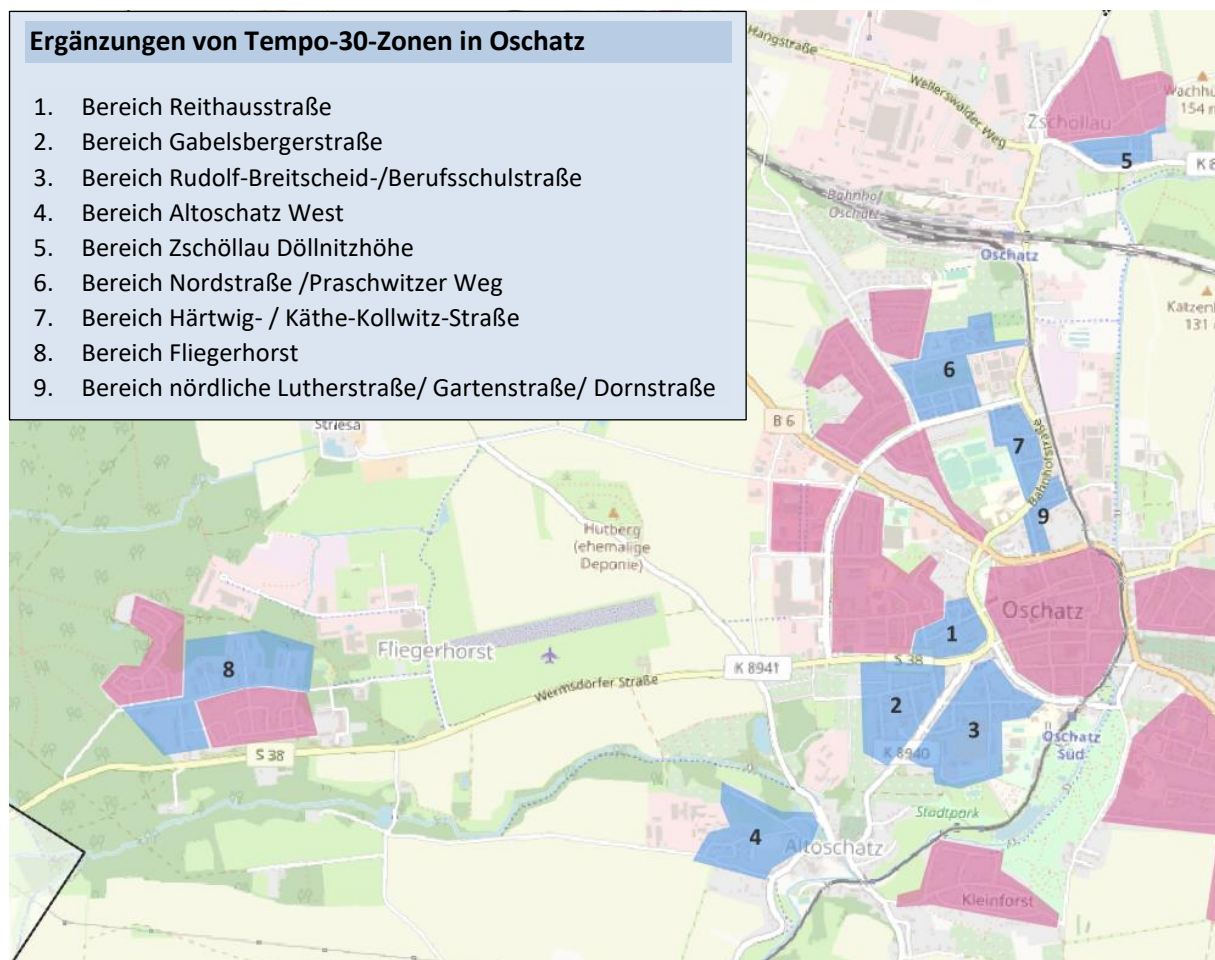 Ergänzungen von Tempo-30-Zonen in Oschatz
1. Bereich Reithausstraße
2. Bereich Gabelsbergerstraße
3. Bereich Rudolf-Breitscheid-/Berufsschulstraße
4. Bereich Altoschatz West
5. Bereich Zschöllau Döllnitzhöhe
6. Bereich Nordstraße /Praschwitzer Weg
7. Bereich Härtwig- / Käthe-Kollwitz-Straße
8. Bereich Fliegerhorst
9. Bereich nördliche Lutherstraße/ Gartenstraße/ Dornstraße
Hangstraße
Wellerswalder Weg
Zschöllau
154
5
K 8
Bahnhof
Oschatz
Oschatz
131
6
B 6
Striesa
7
Bahnhofstraße
9
Hutberg
(ehemalige
Deponie)
Oschatz
1
S 38
Fliegerhorst
K 8941
8
Wermsdorfer Straße
2
3
K 8940
Oschatz
Süd
S 38
Stadtpark
4
Altoschatz
Kleinforst